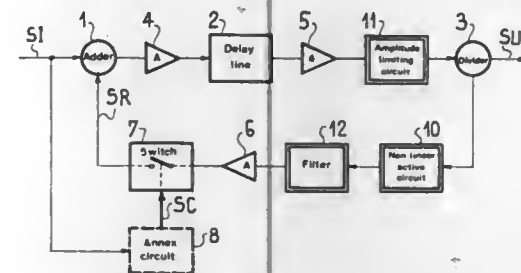 SI
1
Adder
4
A
2
Delay
line
5
A
11
Amplitude
limiting
circuit
3
Divider
SU
SR
7
Switch
6
A
12
Filter
10
Non linear
active
circuit
SC
Annex
circuit
8